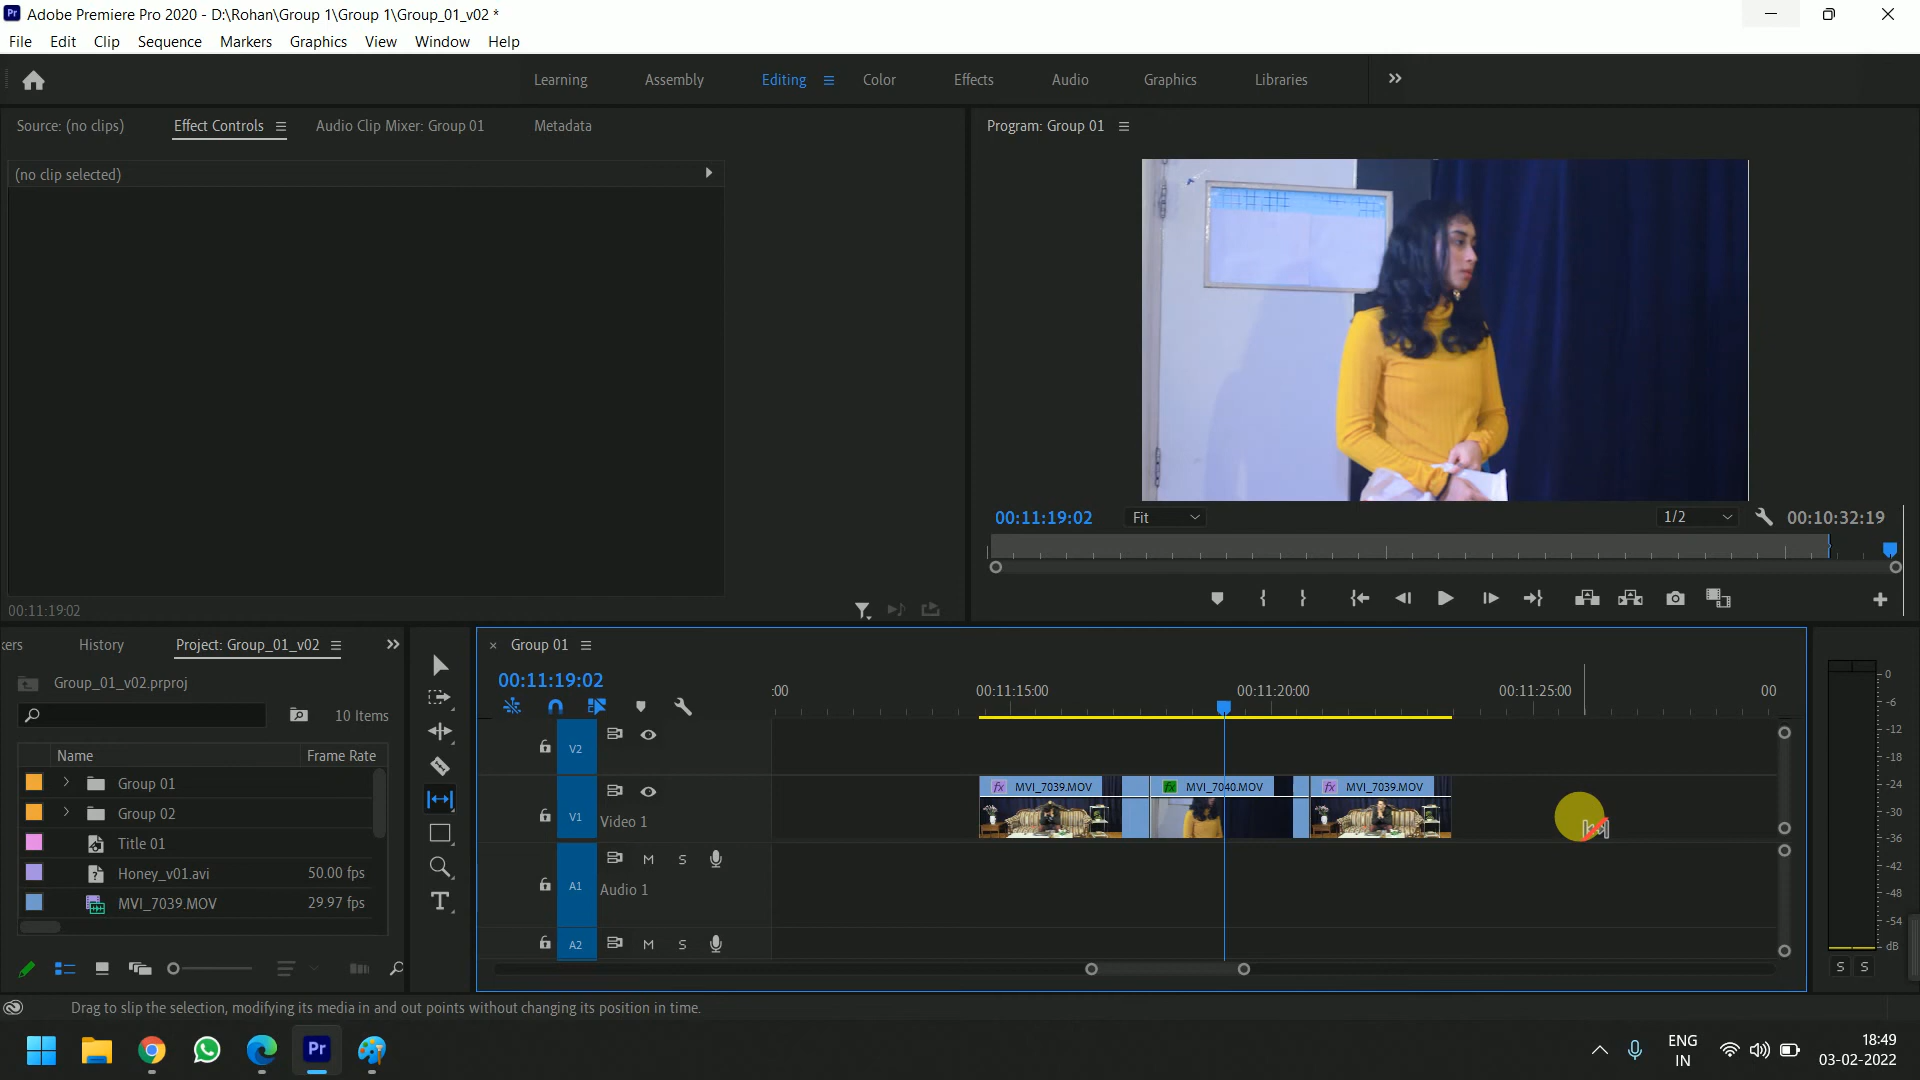 Pr Adobe Premiere Pro 2020 - D:\Rohan\Group 1\Group 1\Group_01_v02 *
File Edit Clip Sequence Markers Graphics View Window Help
Learning Assembly Editing Color Effects Audio Graphics Libraries
Source: (no clips) Effect Controls Audio Clip Mixer: Group 01 Metadata
(no clip selected)
00:11:19:02
Program: Group 01
00:11:19:02 Fit 1/2 00:10:32:19
kers History Project: Group_01_v02
Group_01_v02.prproj
10 Items
Name Frame Rate
Group 01
Group 02
Title 01
Honey_v01.avi 50.00 fps
MVI_7039.MOV 29.97 fps
T
× Group 01
00:11:19:02
:00 00:11:15:00 00:11:20:00 00:11:25:00 00
V2
fx MVI_7039.MOV fx MVI_7040.MOV fx MVI_7039.MOV
V1 Video 1
M S
A1 Audio 1
A2 M S
0
-6
-12
-18
-24
-30
-36
-42
-48
-54
dB
S S
Drag to slip the selection, modifying its media in and out points without changing its position in time.
Pr
ENG
IN
18:49
03-02-2022